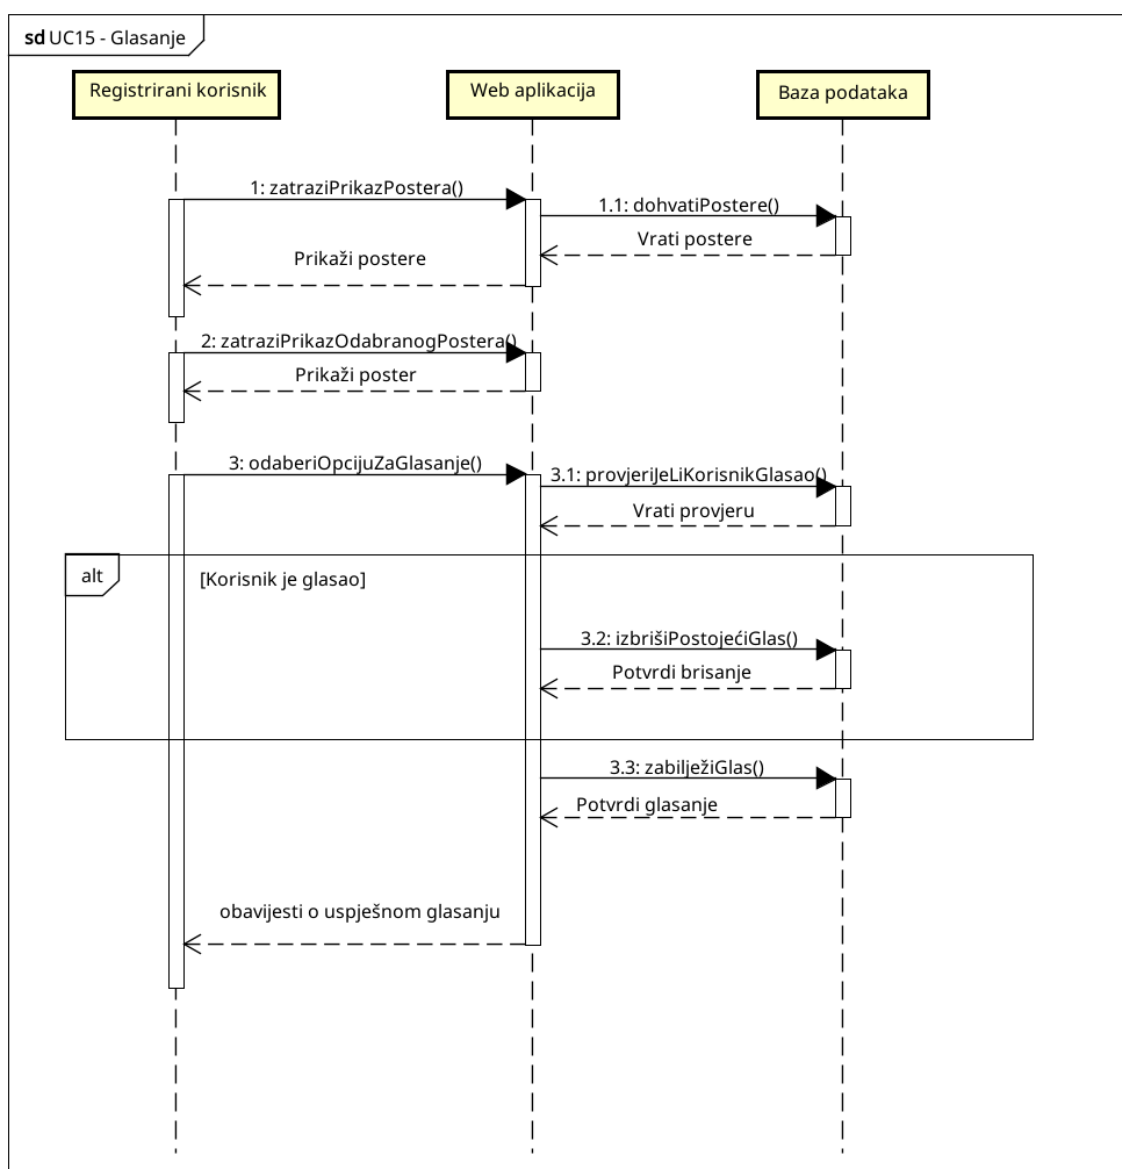 sd UC15 - Glasanje
Registrirani korisnik
Web aplikacija
Baza podataka
1: zatraziPrikazPostera()
1.1: dohvatiPostere()
Vrati postere
Prikaži postere
2: zatraziPrikazOdabranogPostera()
Prikaži poster
3: odaberiOpcijuZaGlasanje()
3.1: provjeriJeLiKorisnikGlasao()
Vrati provjeru
alt
[Korisnik je glasao]
3.2: izbrišiPostojećiGlas()
Potvrdi brisanje
3.3: zabilježiGlas()
Potvrdi glasanje
obavijesti o uspješnom glasanju